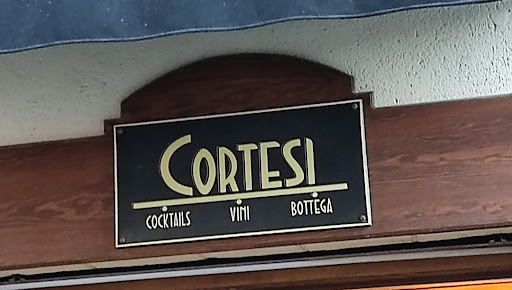 CORTESI
COCKTAILS VINI BOTTEGA